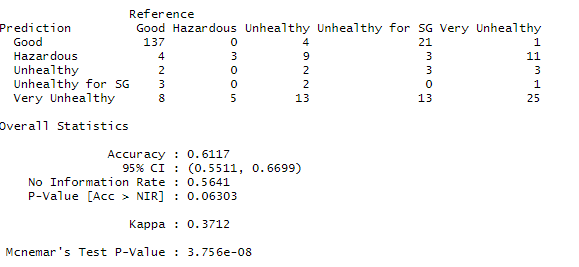 Reference
Prediction Good Hazardous Unhealthy Unhealthy for SG Very Unhealthy
Good 137 0 4 21 1
Hazardous 4 3 9 3 11
Unhealthy 2 0 2 3 3
Unhealthy for SG 3 0 2 0 1
Very Unhealthy 8 5 13 13 25
Overall Statistics
Accuracy : 0.6117
95% CI : (0.5511, 0.6699)
No Information Rate : 0.5641
P-Value [Acc > NIR] : 0.06303
Kappa : 0.3712
Mcnemar's Test P-Value : 3.756e-08